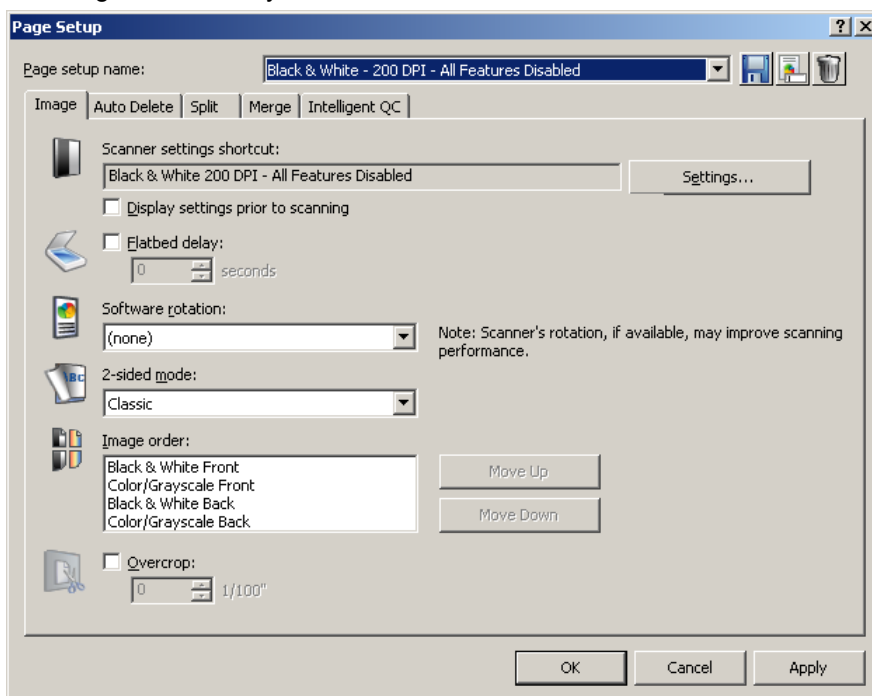 Page Setup
Page setup name: Black & White - 200 DPI - All Features Disabled
Image Auto Delete Split Merge Intelligent QC
Scanner settings shortcut:
Black & White 200 DPI - All Features Disabled Settings...
Display settings prior to scanning
Flatbed delay:
0 seconds
Software rotation:
(none)
Note: Scanner's rotation, if available, may improve scanning
performance.
2-sided mode:
Classic
Image order:
Black & White Front
Color/Grayscale Front
Black & White Back
Color/Grayscale Back
Move Up
Move Down
Overcrop:
0 1/100"
OK Cancel Apply